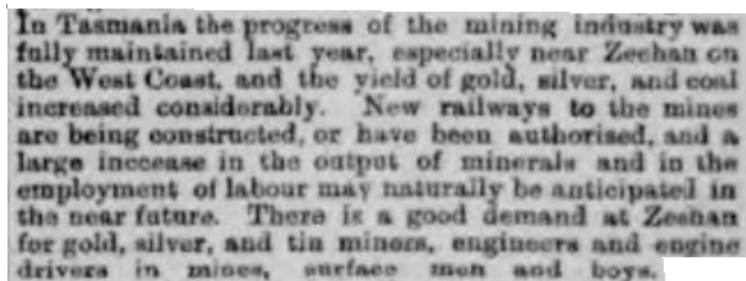 In Tasmania the progress of the mining industry was
fully maintained last year, especially near Zeehan on
the West Coast, and the yield of gold, silver, and coal
increased considerably. New railways to the mines
are being constructed, or have been authorised, and a
large inccease in the output of minerals and in the
employment of labour may naturally be anticipated in
the near future. There is a good demand at Zeehan
for gold, silver, and tin miners, engineers and engine
drivers in mines, surface men and boys.